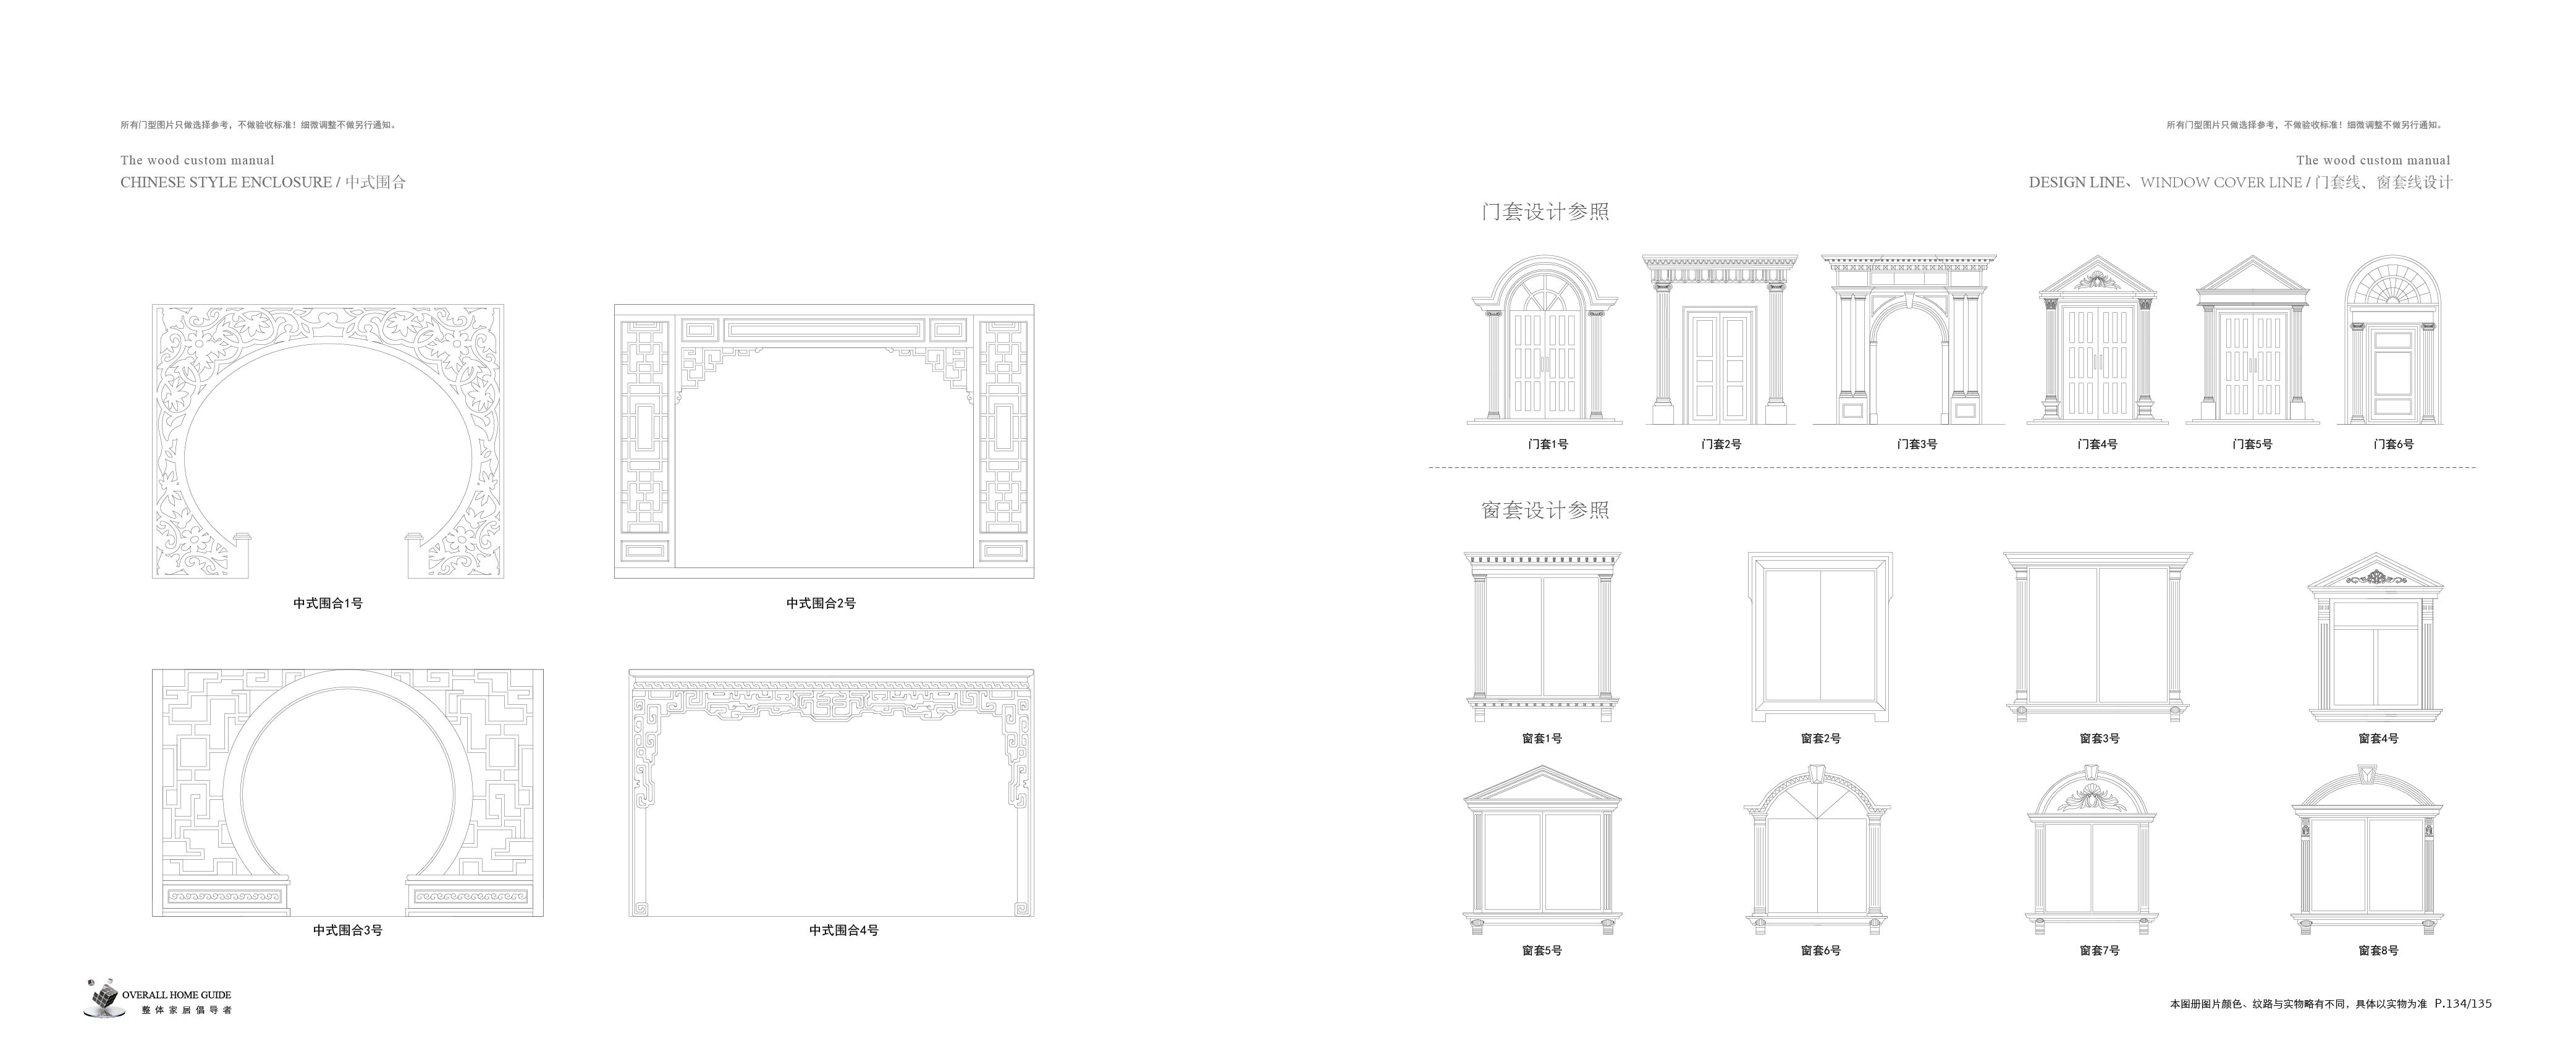 所有门型图片只做选择参考，不做验收标准！细微调整不做另行通知。
The wood custom manual
CHINESE STYLE ENCLOSURE / 中式围合
中式围合1号
中式围合2号
中式围合3号
中式围合4号
OVERALL HOME GUIDE
整体家居倡导者
所有门型图片只做选择参考，不做验收标准！细微调整不做另行通知。
The wood custom manual
DESIGN LINE、WINDOW COVER LINE / 门套线、窗套线设计
门套设计参照
门套1号
门套2号
门套3号
门套4号
门套5号
门套6号
窗套设计参照
窗套1号
窗套2号
窗套3号
窗套4号
窗套5号
窗套6号
窗套7号
窗套8号
本图册图片颜色、纹路与实物略有不同，具体以实物为准 P.134/135